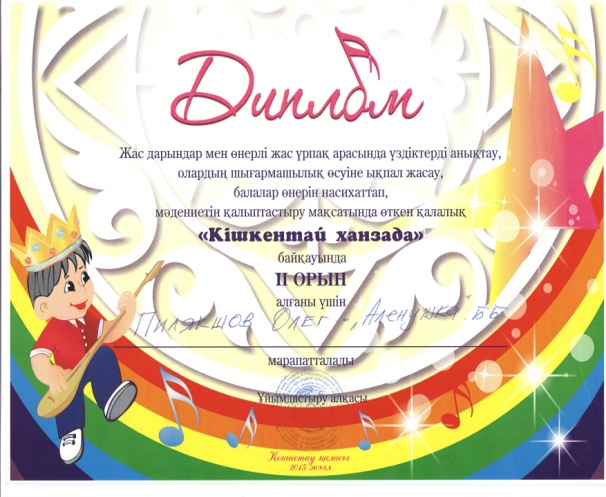 Диплом
Жас дарындар мен өнерлі жас ұрпақ арасында үздіктерді анықтау,
олардың шығармашылық өсуіне ықпал жасау,
балалар өнерін насихаттап,
мәдениетін қалыптастыру мақсатында өткен қалалық
«Кішкентай ханзада»
байқауында
II ОРЫН
алғаны үшін
Пилякшов Олег - „Аленушка" ББ
марапатталады
Ұйымдастыру алқасы
Көкшетау қаласы
2013 жыл